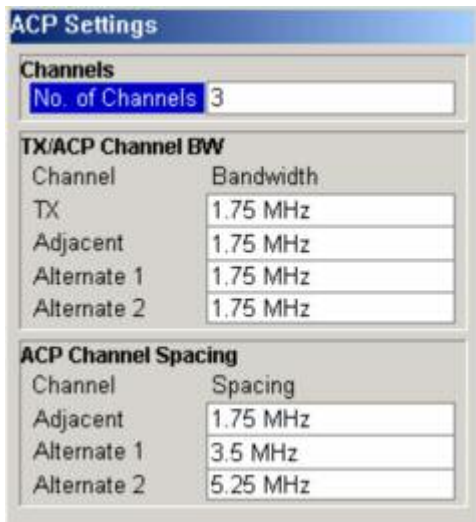 ACP Settings
Channels
No. of Channels 3
TX/ACP Channel BW
Channel Bandwidth
TX 1.75 MHz
Adjacent 1.75 MHz
Alternate 1 1.75 MHz
Alternate 2 1.75 MHz
ACP Channel Spacing
Channel Spacing
Adjacent 1.75 MHz
Alternate 1 3.5 MHz
Alternate 2 5.25 MHz